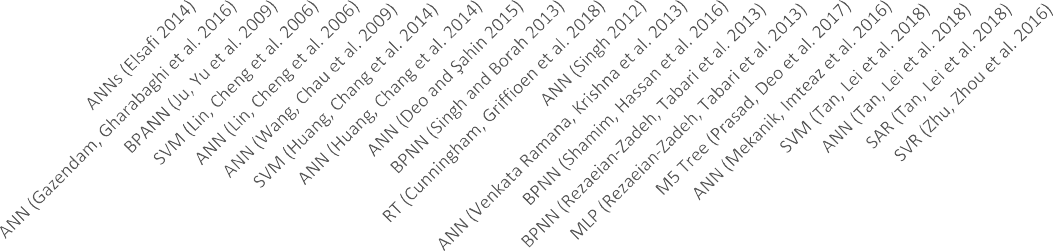 ANNs (Elsafi 2014)
ANN (Gazendam, Gharabaghi et al. 2016)
BPANN (Ju, Yu et al. 2009)
SVM (Lin, Cheng et al. 2006)
ANN (Lin, Cheng et al. 2006)
ANN (Wang, Chau et al. 2009)
SVM (Huang, Chang et al. 2014)
ANN (Huang, Chang et al. 2014)
ANN (Deo and Şahin 2015)
BPNN (Singh and Borah 2013)
RT (Cunningham, Griffioen et al. 2018)
ANN (Singh 2012)
ANN (Venkata Ramana, Krishna et al. 2013)
BPNN (Shamim, Hassan et al. 2016)
BPNN (Rezaeian-Zadeh, Tabari et al. 2013)
MLP (Rezaeian-Zadeh, Tabari et al. 2013)
M5 Tree (Prasad, Deo et al. 2017)
ANN (Mekanik, Imteaz et al. 2016)
SVM (Tan, Lei et al. 2018)
ANN (Tan, Lei et al. 2018)
SAR (Tan, Lei et al. 2018)
SVR (Zhu, Zhou et al. 2016)